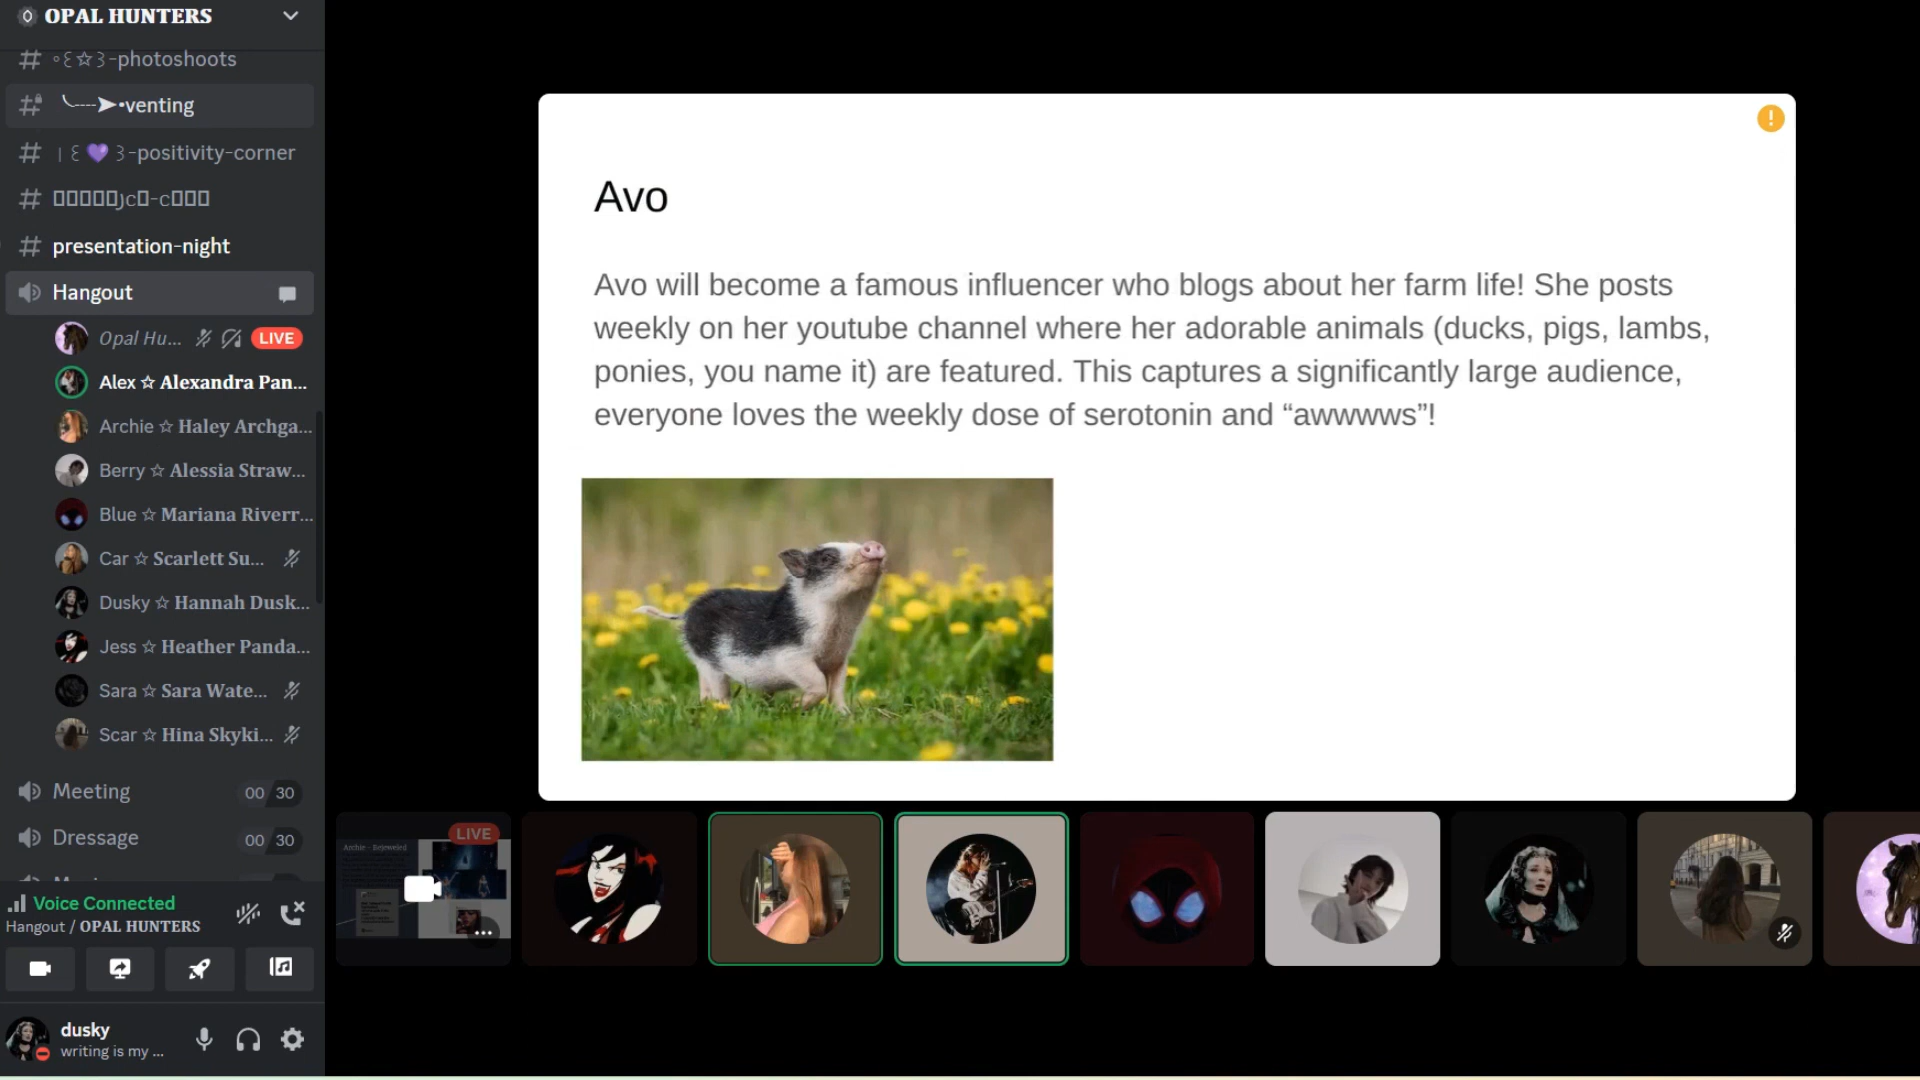 OPAL HUNTERS
-photoshoots
venting
-positivity-corner
presentation-night
Hangout
Opal Hu... LIVE
Alex ☆ Alexandra Pan...
Archie ☆ Haley Archga...
Berry ☆ Alessia Straw...
Blue ☆ Mariana Riverr...
Car ☆ Scarlett Su...
Dusky ☆ Hannah Dusk...
Jess ☆ Heather Panda...
Sara ☆ Sara Wate...
Scar ☆ Hina Skyki...
Meeting 00 30
Dressage 00 30
Voice Connected
Hangout / OPAL HUNTERS
dusky
writing is my ...
Avo
Avo will become a famous influencer who blogs about her farm life! She posts
weekly on her youtube channel where her adorable animals (ducks, pigs, lambs,
ponies, you name it) are featured. This captures a significantly large audience,
everyone loves the weekly dose of serotonin and “awwwws”!
LIVE
Archie - Bejeweled